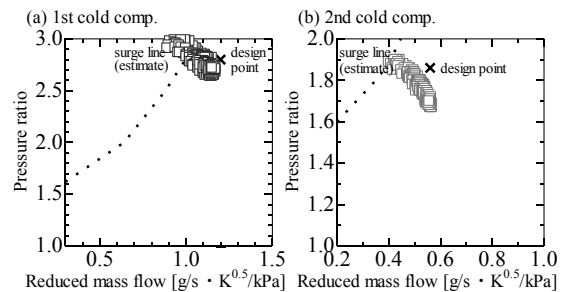 (a) 1st cold comp.
(b) 2nd cold comp.
3.0
2.5
2.0
1.5
1.0
Pressure ratio
surge line
(estimate)
design
point
0.5
1.0
1.5
Reduced mass flow [g/s・K^0.5/kPa]
2.0
1.8
1.6
1.4
1.2
1.0
Pressure ratio
surge line
(estimate)
design point
0.2
0.4
0.6
0.8
1.0
Reduced mass flow [g/s・K^0.5/kPa]